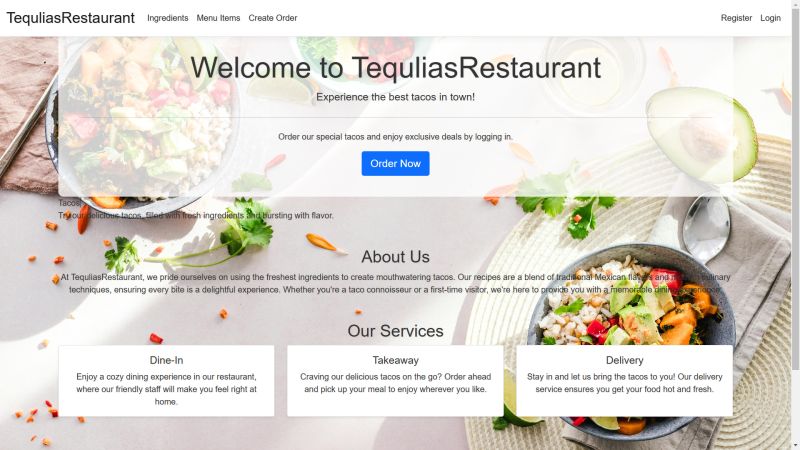 TequliasRestaurant Ingredients Menu Items Create Order Register Login
Welcome to TequliasRestaurant
Experience the best tacos in town!
Order our special tacos and enjoy exclusive deals by logging in.
Order Now
Tacos
Try our delicious tacos, filled with fresh ingredients and bursting with flavor.
About Us
At TequliasRestaurant, we pride ourselves on using the freshest ingredients to create mouthwatering tacos. Our recipes are a blend of traditional Mexican flavors and culinary
techniques, ensuring every bite is a delightful experience. Whether you're a taco connoisseur or a first-time visitor, we're here to provide you with a memorable dining experience.
Our Services
Dine-In
Enjoy a cozy dining experience in our restaurant,
where our friendly staff will make you feel right at
home.
Takeaway
Craving our delicious tacos on the go? Order ahead
and pick up your meal to enjoy wherever you like.
Delivery
Stay in and let us bring the tacos to you! Our delivery
service ensures you get your food hot and fresh.